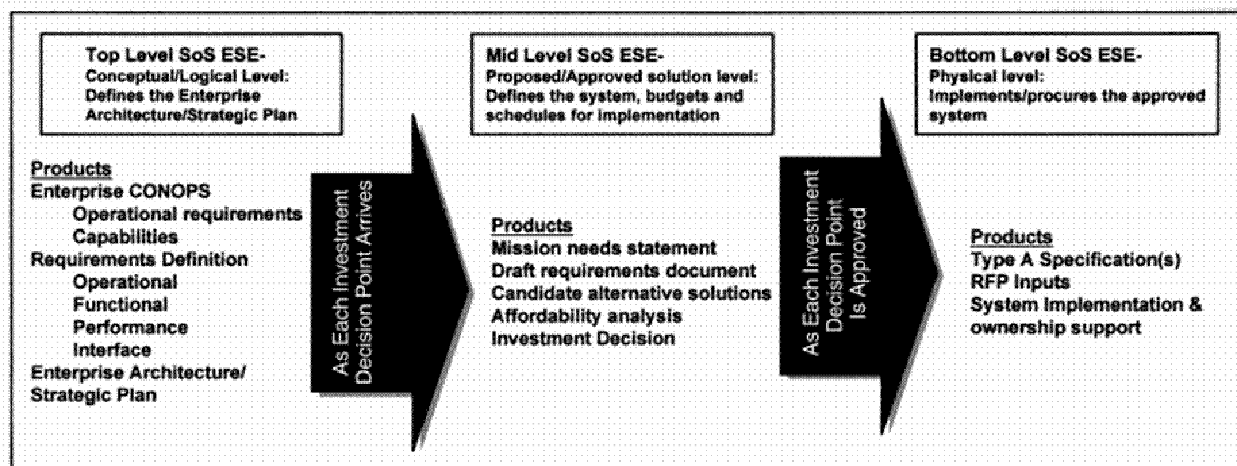 Top Level SoS ESE-
Conceptual/Logical Level:
Defines the Enterprise
Architecture/Strategic Plan
Mid Level SoS ESE-
Proposed/Approved solution level:
Defines the system, budgets and
schedules for implementation
Bottom Level SoS ESE-
Physical level:
Implements/procures the approved
system
Products
Enterprise CONOPS
Operational requirements
Capabilities
Requirements Definition
Operational
Functional
Performance
Interface
Enterprise Architecture/
Strategic Plan
As Each Investment
Decision Point Arrives
Products
Mission needs statement
Draft requirements document
Candidate alternative solutions
Affordability analysis
Investment Decision
As Each Investment
Decision Point
Is Approved
Products
Type A Specification(s)
RFP Inputs
System Implementation &
ownership support